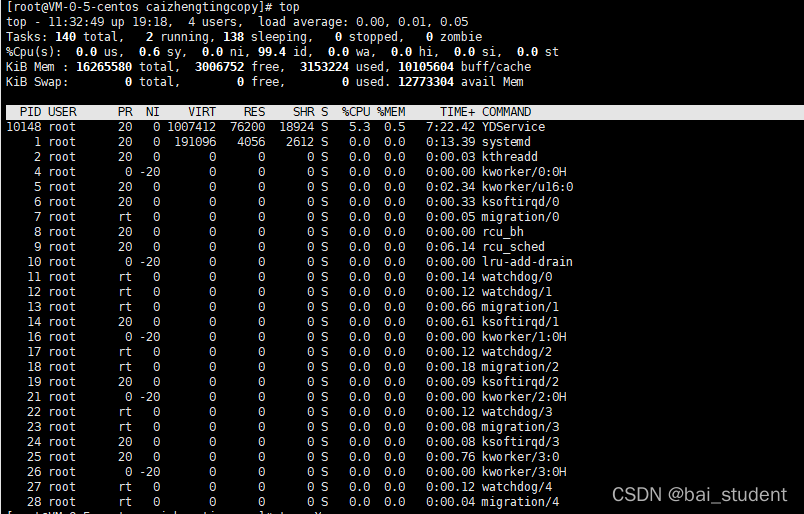 [root@VM-0-5-centos caizhengtingcopy]# top
top - 11:32:49 up 19:18,  4 users,  load average: 0.00, 0.01, 0.05
Tasks: 140 total,   2 running, 138 sleeping,   0 stopped,   0 zombie
%Cpu(s):  0.0 us,  0.6 sy,  0.0 ni, 99.4 id,  0.0 wa,  0.0 hi,  0.0 si,  0.0 st
KiB Mem : 16265580 total,  3006752 free,  3153224 used, 10105604 buff/cache
KiB Swap:        0 total,        0 free,        0 used. 12773304 avail Mem
PID USER      PR  NI    VIRT    RES    SHR S  %CPU %MEM     TIME+ COMMAND
10148 root      20   0 1007412  76200  18924 S   5.3  0.5   7:22.42 YDService
1 root      20   0  191096   4056   2612 S   0.0  0.0   0:13.39 systemd
2 root      20   0       0      0      0 S   0.0  0.0   0:00.03 kthreadd
4 root       0 -20       0      0      0 S   0.0  0.0   0:00.00 kworker/0:0H
5 root      20   0       0      0      0 S   0.0  0.0   0:02.34 kworker/u16:0
6 root      20   0       0      0      0 S   0.0  0.0   0:00.33 ksoftirqd/0
7 root      rt   0       0      0      0 S   0.0  0.0   0:00.05 migration/0
8 root      20   0       0      0      0 S   0.0  0.0   0:00.00 rcu_bh
9 root      20   0       0      0      0 S   0.0  0.0   0:06.14 rcu_sched
10 root       0 -20       0      0      0 S   0.0  0.0   0:00.00 lru-add-drain
11 root      rt   0       0      0      0 S   0.0  0.0   0:00.14 watchdog/0
12 root      rt   0       0      0      0 S   0.0  0.0   0:00.12 watchdog/1
13 root      rt   0       0      0      0 S   0.0  0.0   0:00.66 migration/1
14 root      20   0       0      0      0 S   0.0  0.0   0:00.61 ksoftirqd/1
16 root       0 -20       0      0      0 S   0.0  0.0   0:00.00 kworker/1:0H
17 root      rt   0       0      0      0 S   0.0  0.0   0:00.12 watchdog/2
18 root      rt   0       0      0      0 S   0.0  0.0   0:00.18 migration/2
19 root      20   0       0      0      0 S   0.0  0.0   0:00.09 ksoftirqd/2
21 root       0 -20       0      0      0 S   0.0  0.0   0:00.00 kworker/2:0H
22 root      rt   0       0      0      0 S   0.0  0.0   0:00.12 watchdog/3
23 root      rt   0       0      0      0 S   0.0  0.0   0:00.08 migration/3
24 root      20   0       0      0      0 S   0.0  0.0   0:00.08 ksoftirqd/3
25 root      20   0       0      0      0 S   0.0  0.0   0:00.76 kworker/3:0
26 root       0 -20       0      0      0 S   0.0  0.0   0:00.00 kworker/3:0H
27 root      rt   0       0      0      0 S   0.0  0.0   0:00.12 watchdog/4
28 root      rt   0       0      0      0 S   0.0  0.0   0:00.04 migration/4
CSDN @bai_student